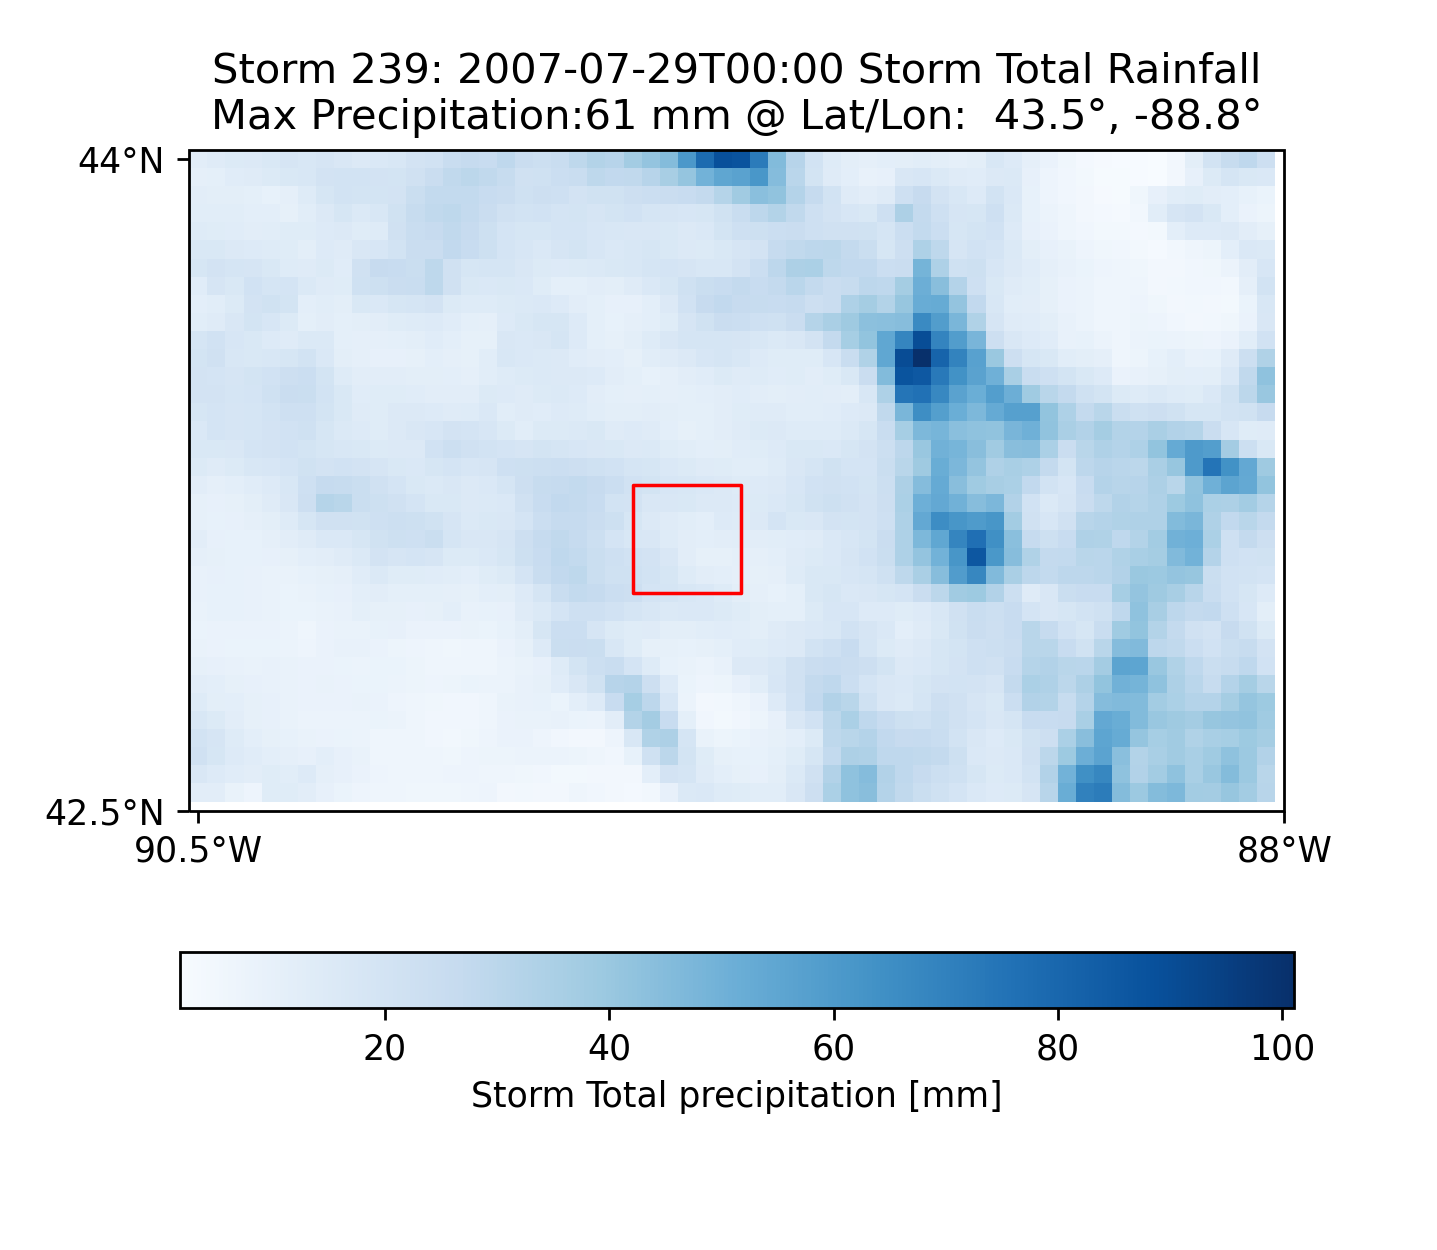 Storm 239: 2007-07-29T00:00 Storm Total Rainfall
Max Precipitation:61 mm @ Lat/Lon:  43.5°, -88.8°
44°N
42.5°N
90.5°W 88°W
20 40 60 80 100
Storm Total precipitation [mm]